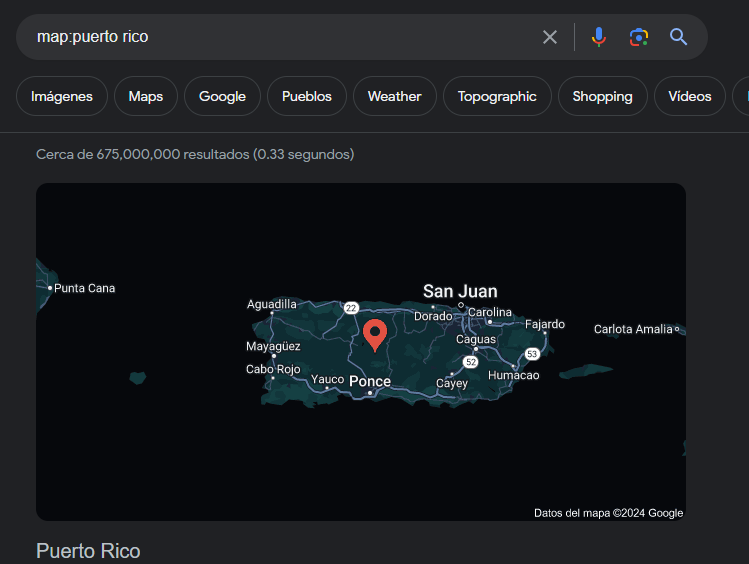 map:puerto rico
Imágenes Maps Google Pueblos Weather Topographic Shopping Vídeos
Cerca de 675,000,000 resultados (0.33 segundos)
Punta Cana
San Juan
Aguadilla
22
Dorado
Carolina
Fajardo
Carlota Amalia
Mayagüez
Caguas
53
52
Cabo Rojo
Yauco
Ponce
Cayey
Humacao
Datos del mapa ©2024 Google
Puerto Rico